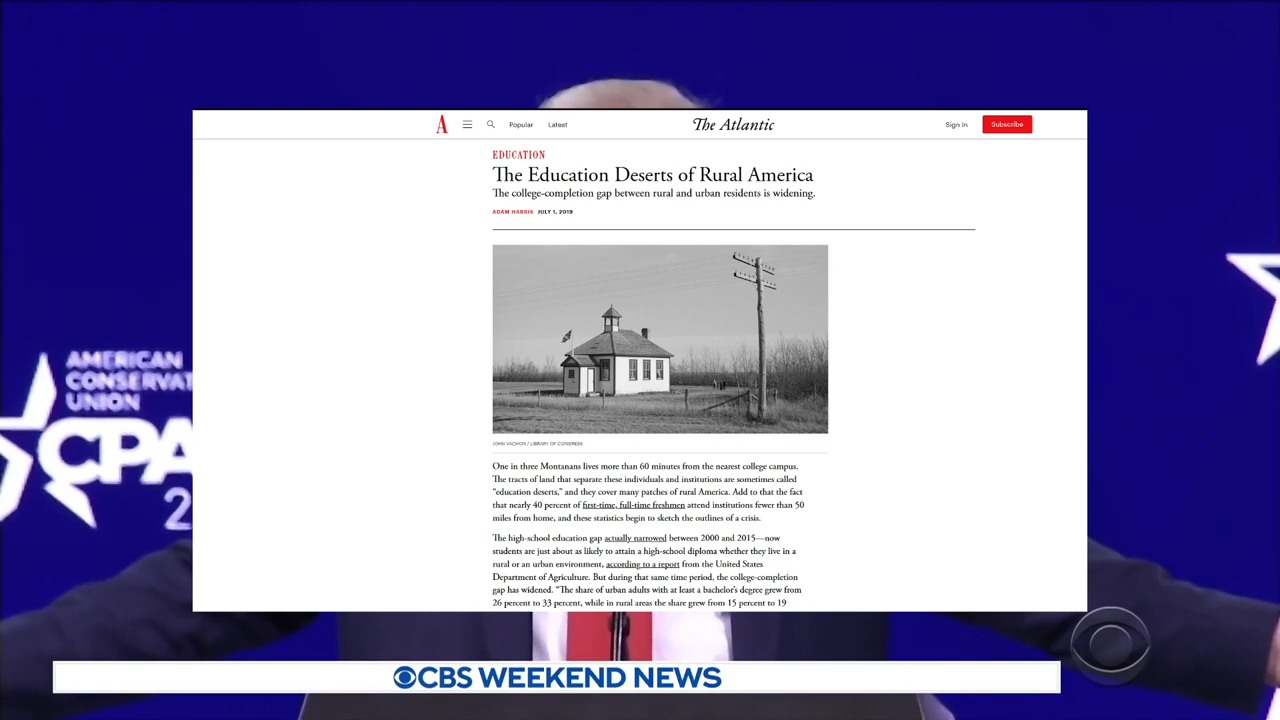 A
Popular
Latest
The Atlantic
Sign In
Subscribe
EDUCATION
The Education Deserts of Rural America
The college-completion gap between rural and urban residents is widening.
ADAM HARRIS JULY 1, 2019
JOHN VACHON / LIBRARY OF CONGRESS
One in three Montanans lives more than 60 minutes from the nearest college campus.
The tracts of land that separate these individuals and institutions are sometimes called
“education deserts,” and they cover many patches of rural America. Add to that the fact
that nearly 40 percent of first-time, full-time freshmen attend institutions fewer than 50
miles from home, and these statistics begin to sketch the outlines of a crisis.
The high-school education gap actually narrowed between 2000 and 2015—now
students are just about as likely to attain a high-school diploma whether they live in a
rural or an urban environment, according to a report from the United States
Department of Agriculture. But during that same time period, the college-completion
gap has widened. “The share of urban adults with at least a bachelor’s degree grew from
26 percent to 33 percent, while in rural areas the share grew from 15 percent to 19
AMERICAN
CONSERVAT
UNION
CPA
2
CBS WEEKEND NEWS